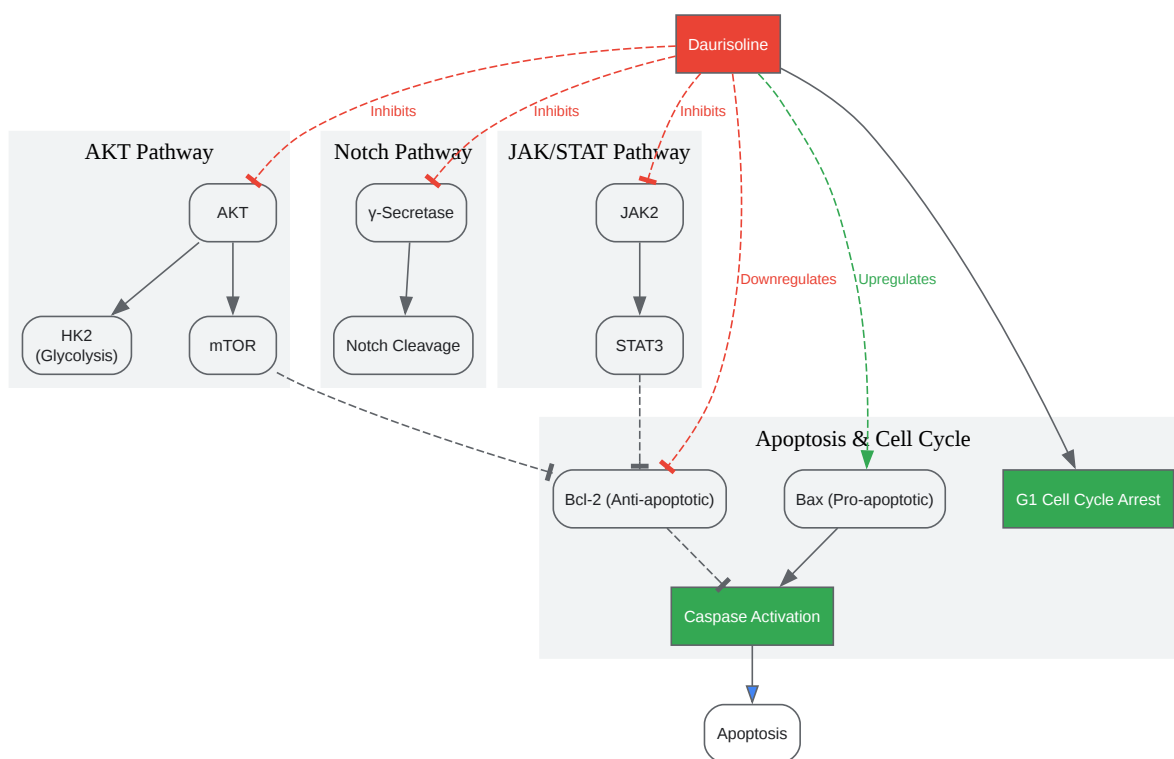 Daurisoline
Inhibits
Inhibits
Inhibits
AKT Pathway
Notch Pathway
JAK/STAT Pathway
AKT
γ-Secretase
JAK2
Downregulates
Upregulates
HK2
(Glycolysis)
mTOR
Notch Cleavage
STAT3
Apoptosis & Cell Cycle
Bcl-2 (Anti-apoptotic)
Bax (Pro-apoptotic)
G1 Cell Cycle Arrest
Caspase Activation
Apoptosis